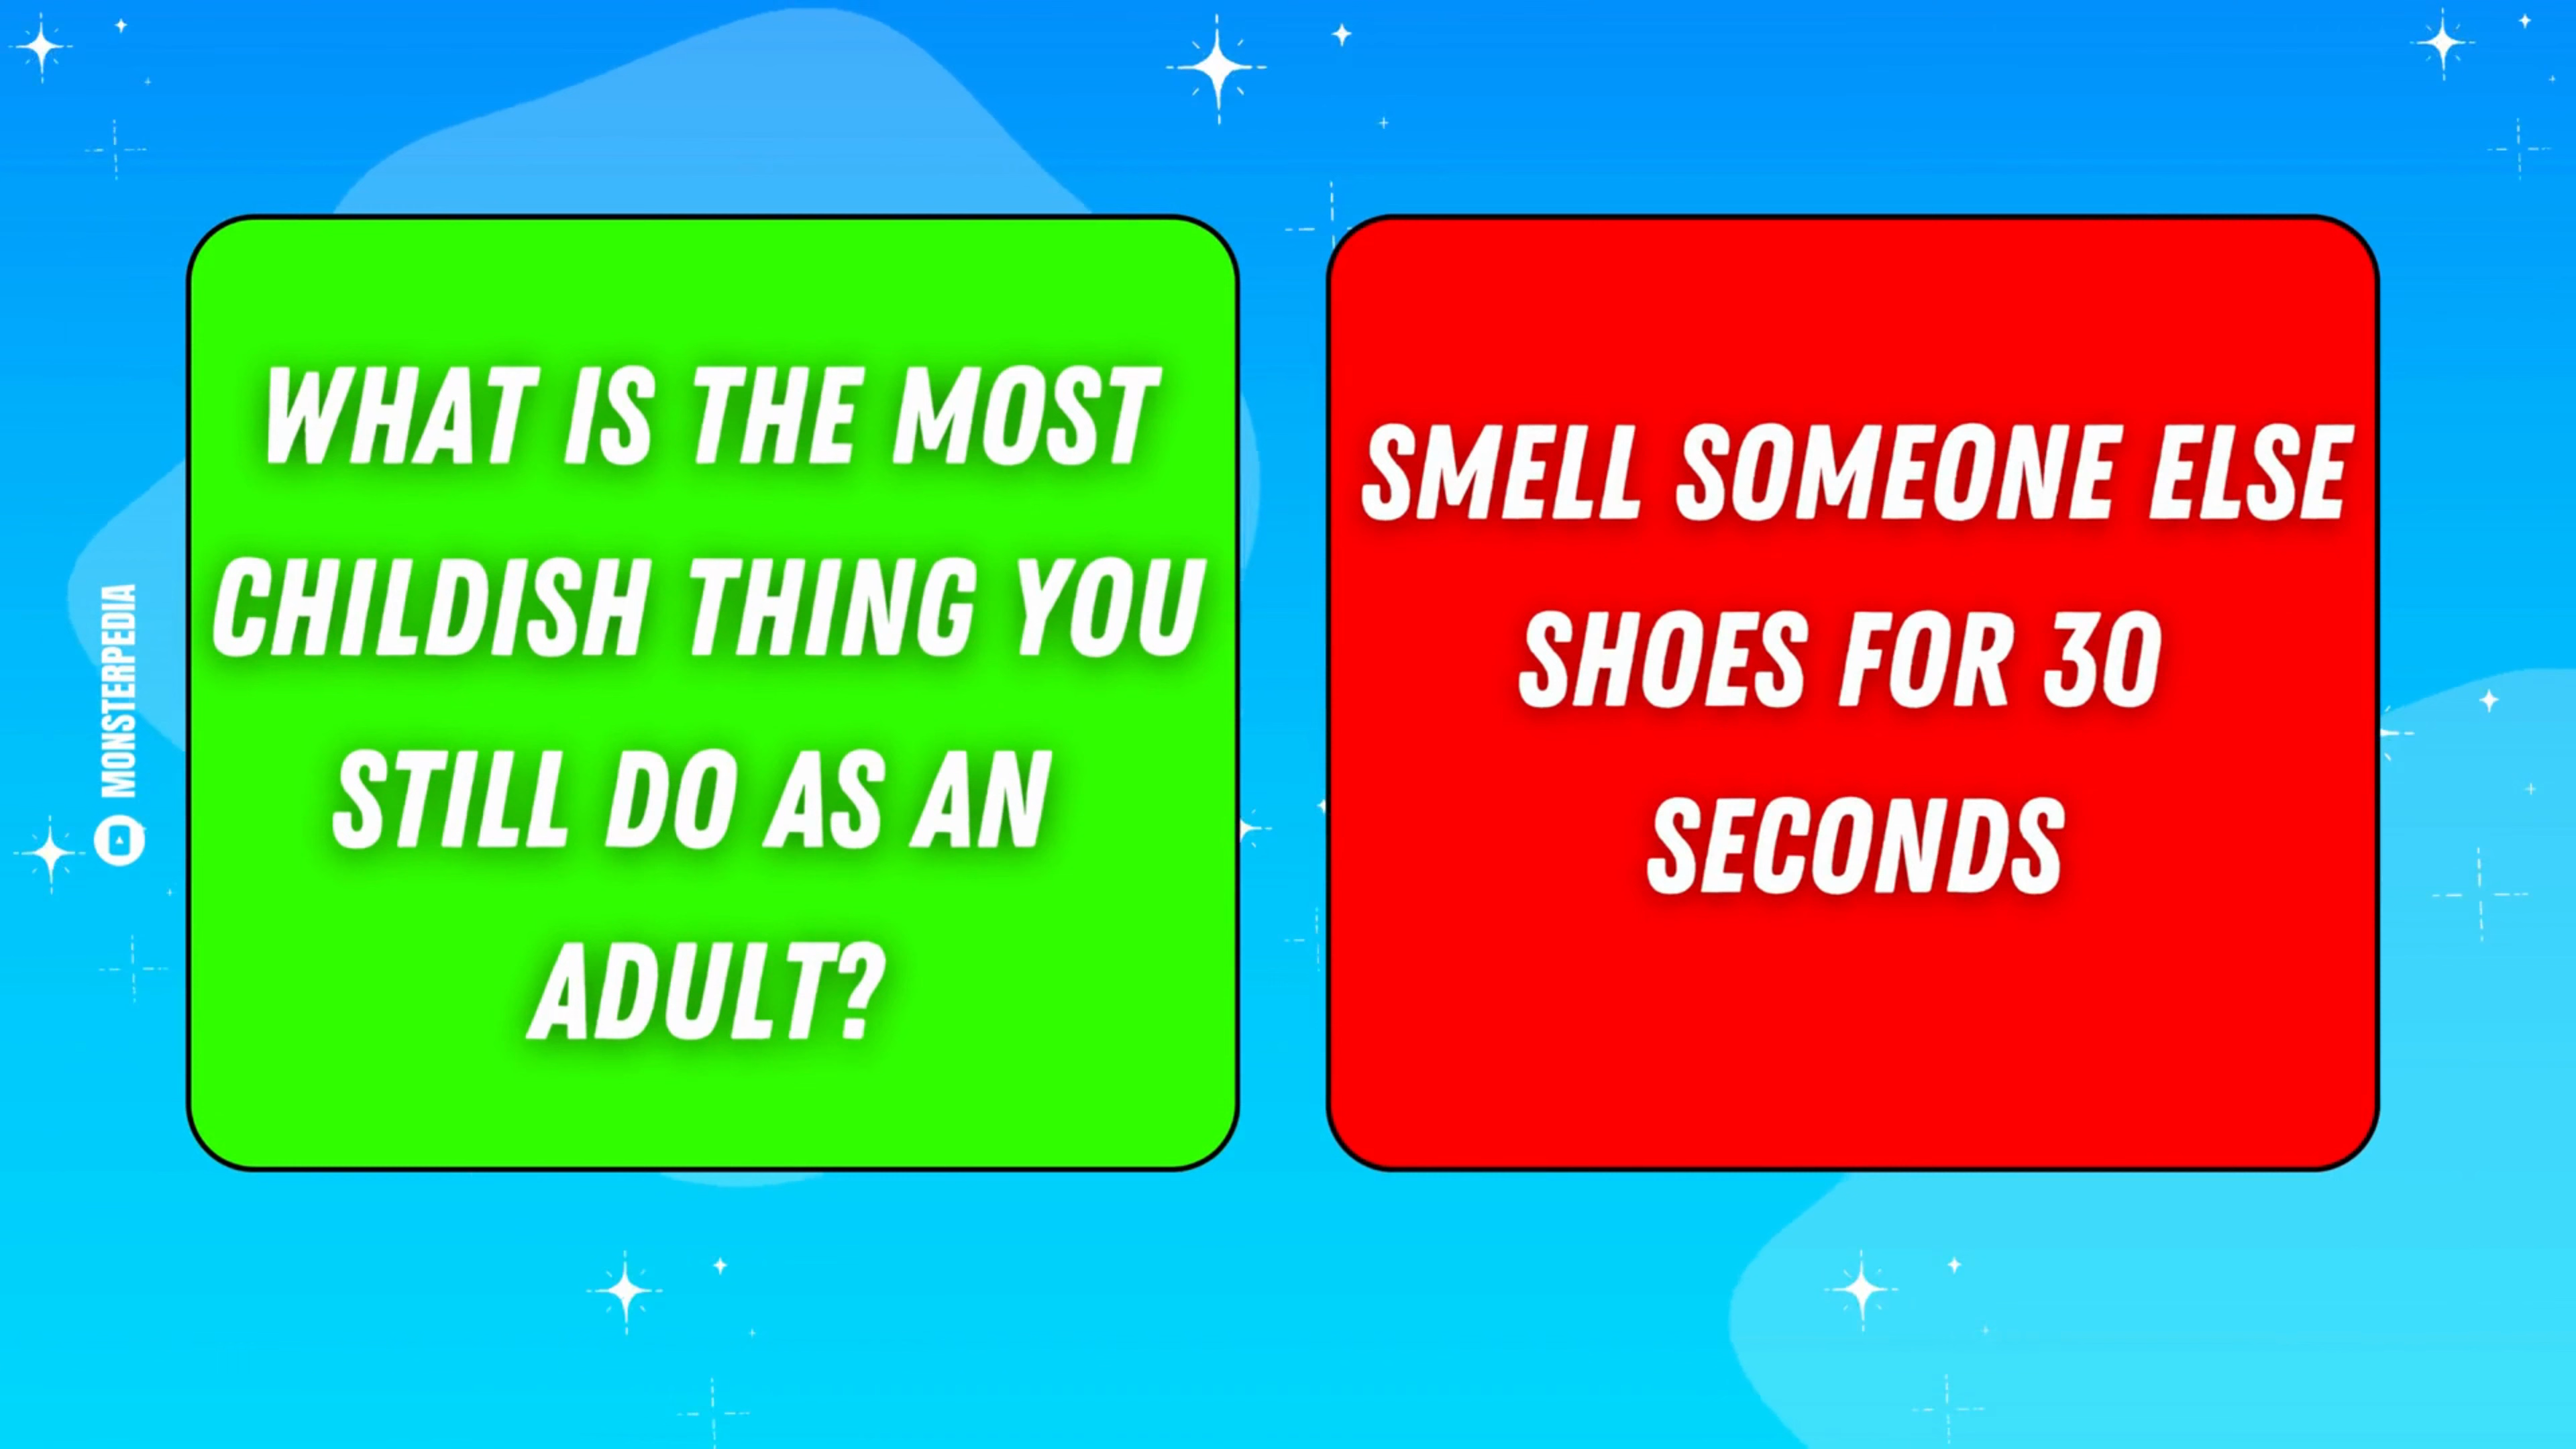 WHAT IS THE MOST
CHILDISH THING YOU
STILL DO AS AN
ADULT?
SMELL SOMEONE ELSE
SHOES FOR 30
SECONDS
MONSTERPEDIA